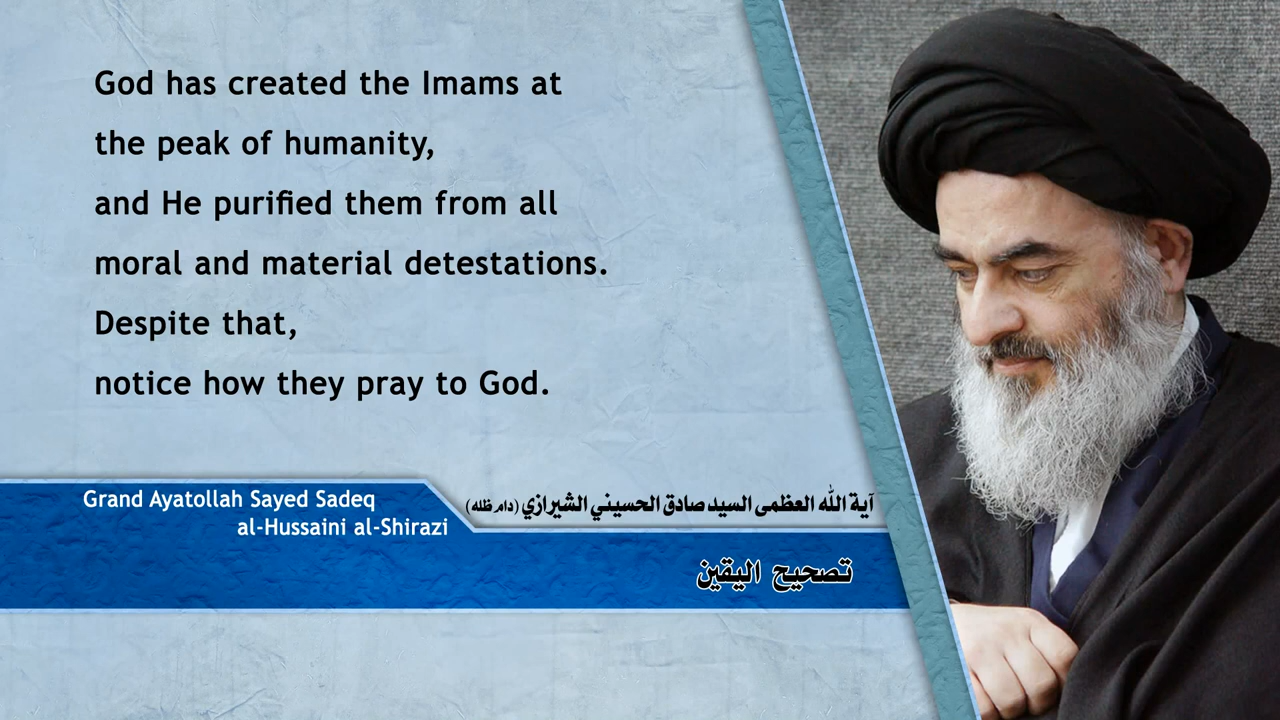 God has created the Imams at
the peak of humanity,
and He purified them from all
moral and material detestations.
Despite that,
notice how they pray to God.
Grand Ayatollah Sayed Sadeq
al-Hussaini al-Shirazi
آية الله العظمى السيد صادق الحسيني الشيرازي (دام ظله)
تصحيح اليقين